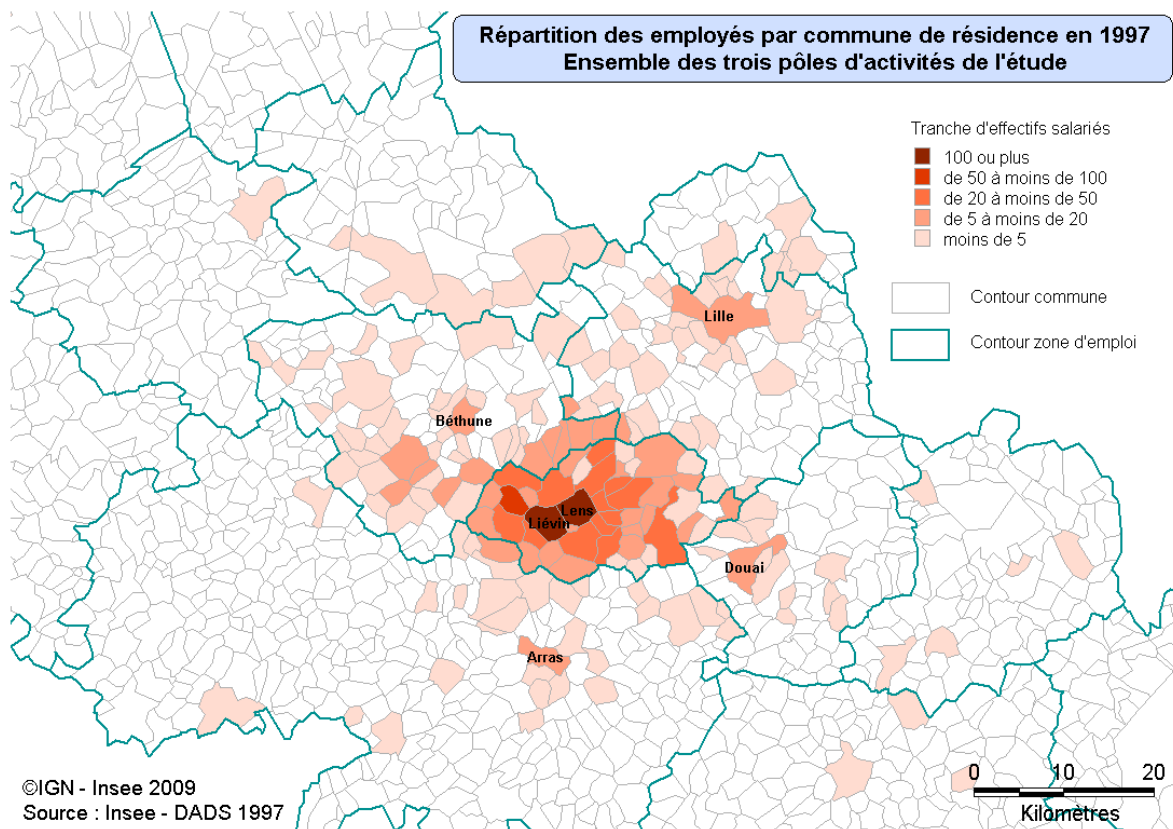 Répartition des employés par commune de résidence en 1997
Ensemble des trois pôles d'activités de l'étude
Tranche d'effectifs salariés
100 ou plus
de 50 à moins de 100
de 20 à moins de 50
de 5 à moins de 20
moins de 5
Contour commune
Contour zone d'emploi
Lille
Béthune
Lens
Liévin
Douai
Arras
©IGN - Insee 2009
Source : Insee - DADS 1997
0 10 20
Kilomètres